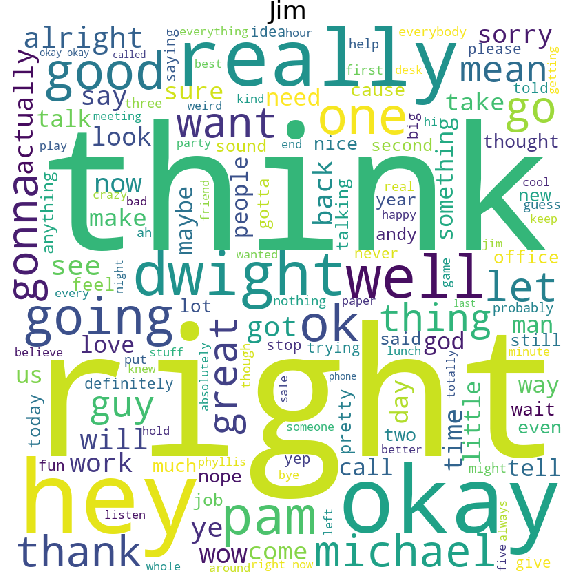 Jim
okay okay
called
everything
hour
idea
help
everybody
sorry
alright
saying
really
please
good
best
first
desk
getting
mean
told
say
sure
weird
kind
need
cause
three
meeting
want
one
big
hi
take
go
actually
talk
look
play
party
sound
end
nice
second
thought
think
now
crazy
bad
ah
maybe
people
gotta
back
talking
year
real
happy
andy
something
cool
new
guess
keep
anything
make
friend
wanted
never
jim
office
gonna
see
feel
night
dwight
well
let
game
every
nothing
paper
last
probably
going
lot
got
ok
thing
man
love
stop
trying
said
god
still
believe
put
stuff
knew
us
definitely
great
though
lunch
minute
right
guy
absolutely
sale
phone
pretty
day
totally
way
today
will
hold
someone
two
time
little
wait
even
better
fun
work
much
phyllis
yep
call
might
tell
hey
nope
bye
okay
listen
job
pam
left
always
thank
ye
wow
come
michael
five
give
whole
around
right now